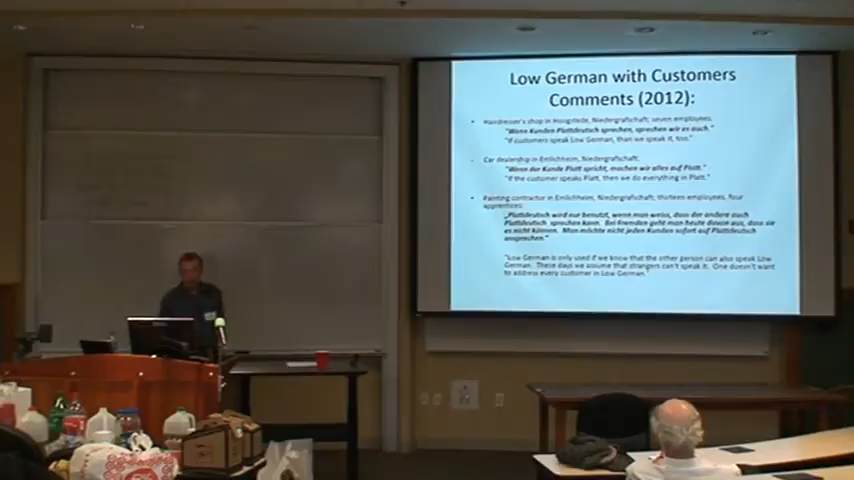 Low German with Customers
Comments (2012):
• Hairdresser's shop in Hoogstede, Niedergrafschaft; seven employees:
"Wenn Kunden Plattdeutsch sprechen, sprechen wir es auch."
"If customers speak Low German, than we speak it, too."
• Car dealership in Emlichheim, Niedergrafschaft:
"Wenn der Kunde Platt spricht, machen wir alles auf Platt."
"If the customer speaks Platt, then we do everything in Platt."
• Painting contractor in Emlichheim, Niedergrafschaft; thirteen employees, four
apprentices:
„Plattdeutsch wird nur benutzt, wenn man weiss, dass der andere auch
Plattdeutsch sprechen kann. Bei Fremden geht man heute davon aus, dass sie
es nicht können. Man möchte nicht jeden Kunden sofort auf Plattdeutsch
ansprechen."
"Low German is only used if we know that the other person can also speak Low
German. These days we assume that strangers can't speak it. One doesn't want
to address every customer in Low German."